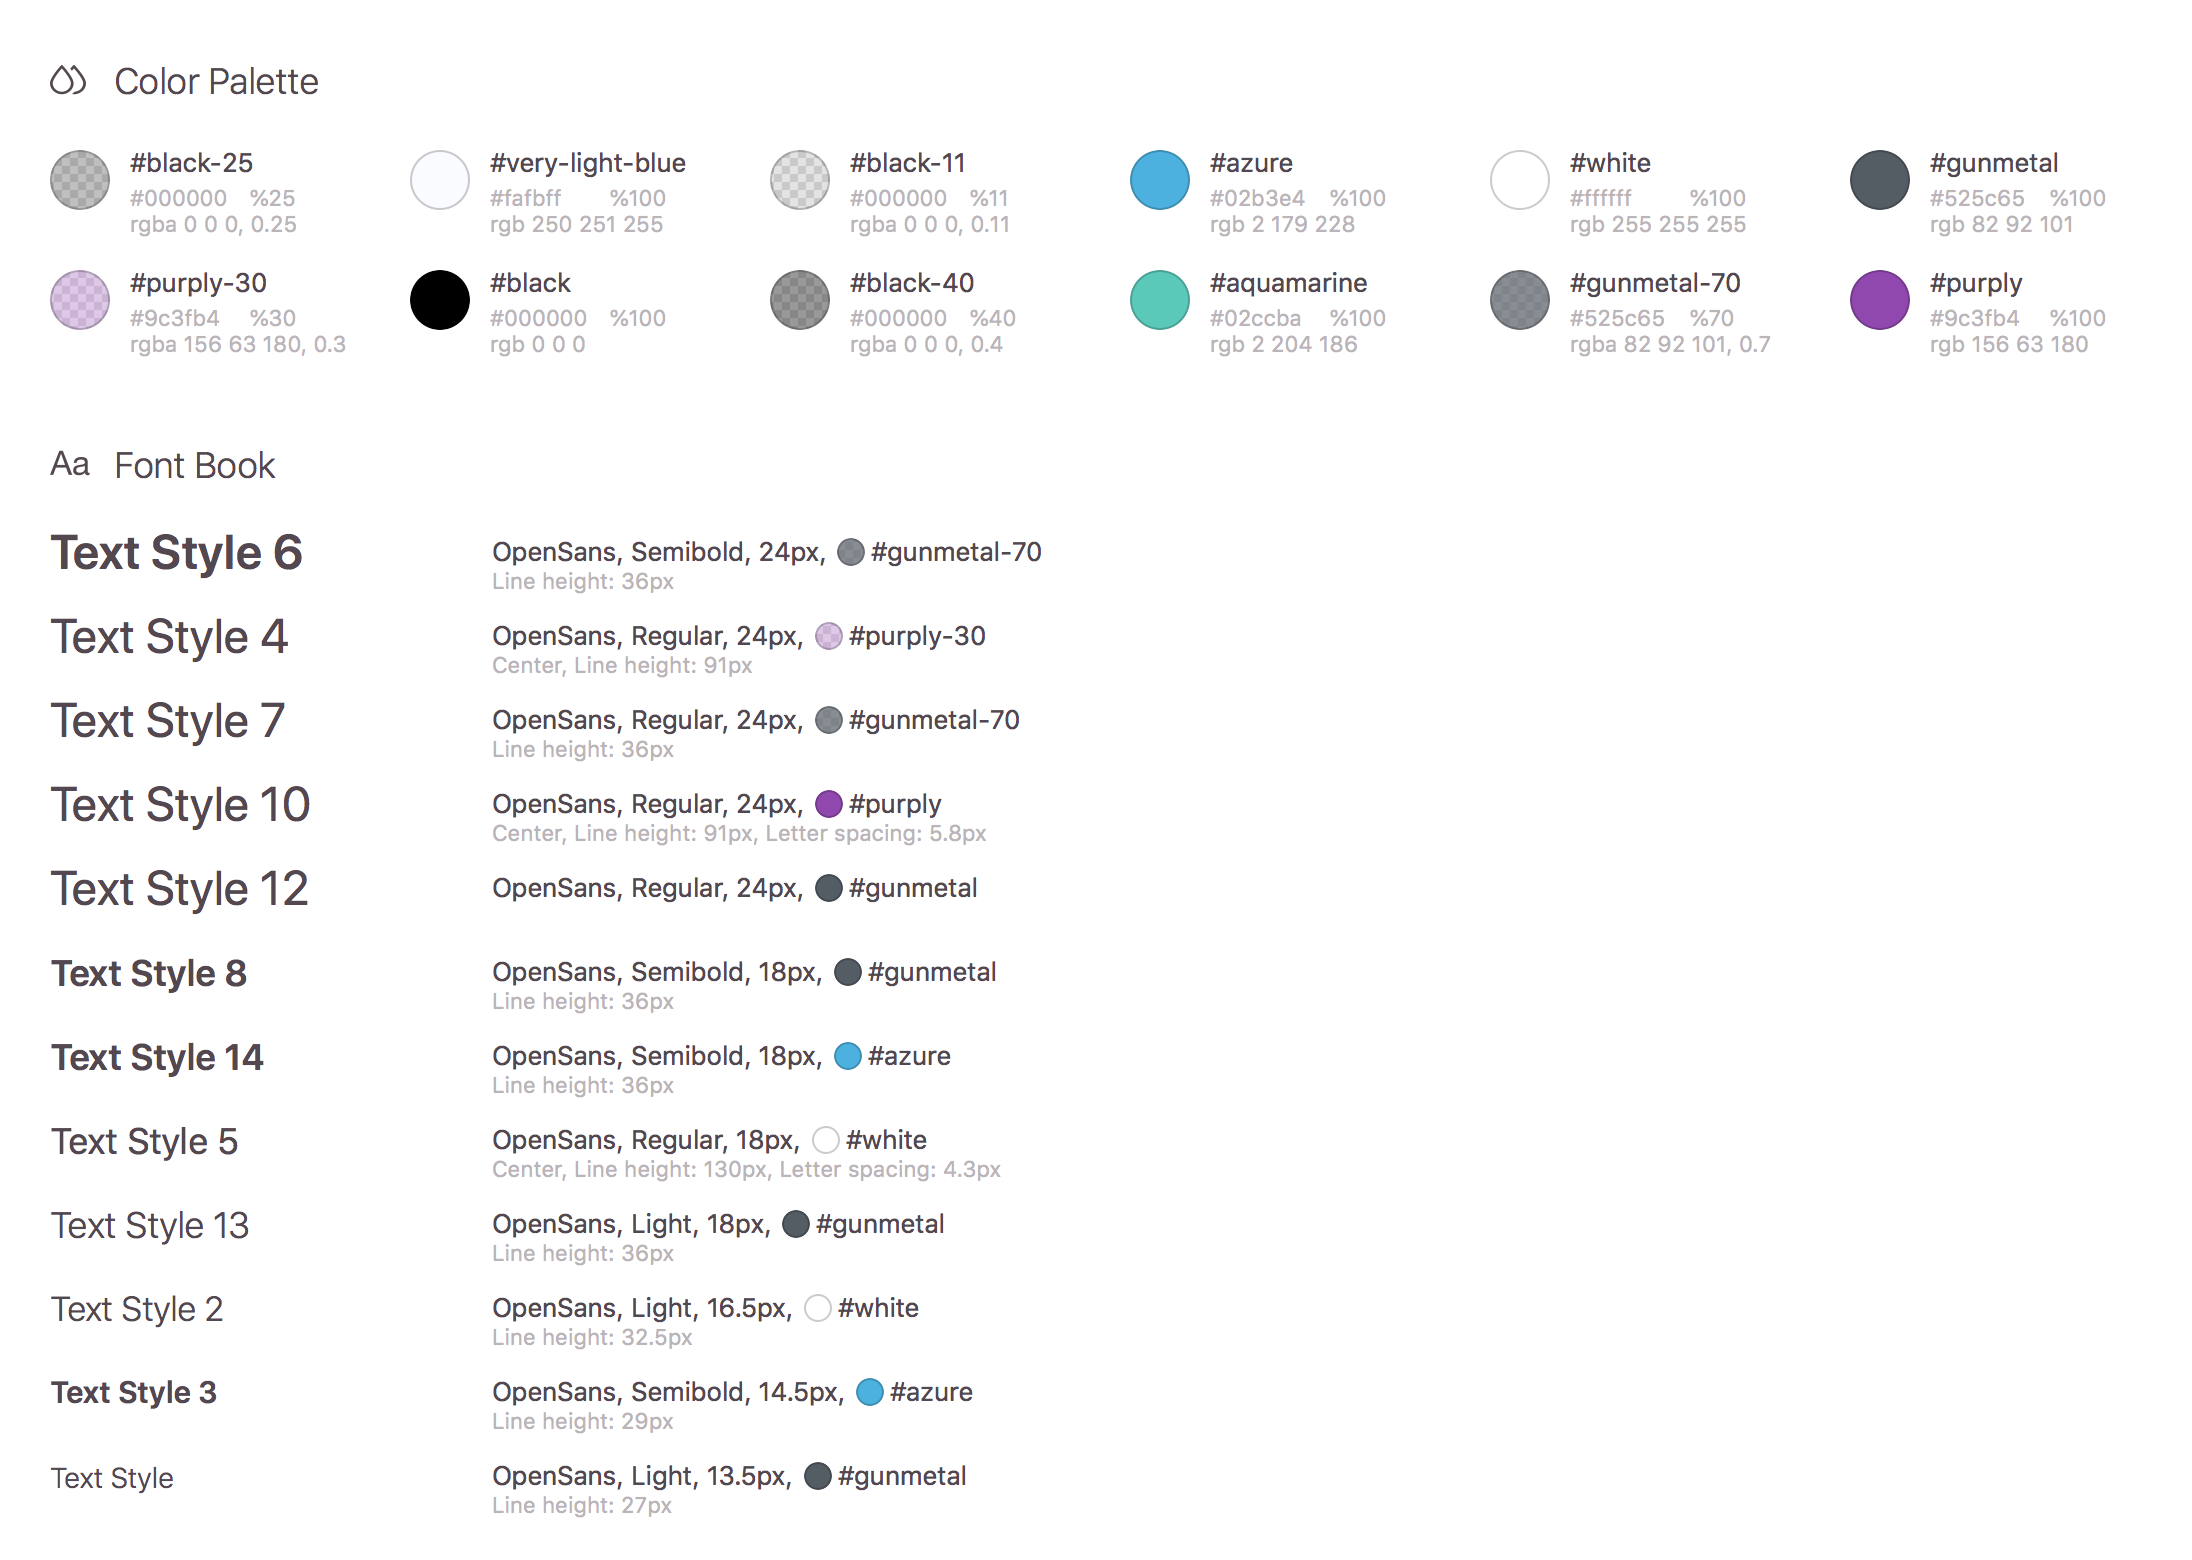 Color Palette
#black-25
#000000 %25
rgba 0 0 0, 0.25
#very-light-blue
#fafbff %100
rgb 250 251 255
#black-11
#000000 %11
rgba 0 0 0, 0.11
#azure
#02b3e4 %100
rgb 2 179 228
#white
#ffffff %100
rgb 255 255 255
#gunmetal
#525c65 %100
rgb 82 92 101
#purply-30
#9c3fb4 %30
rgba 156 63 180, 0.3
#black
#000000 %100
rgb 0 0 0
#black-40
#000000 %40
rgba 0 0 0, 0.4
#aquamarine
#02ccba %100
rgb 2 204 186
#gunmetal-70
#525c65 %70
rgba 82 92 101, 0.7
#purply
#9c3fb4 %100
rgb 156 63 180
Aa Font Book
Text Style 6
OpenSans, Semibold, 24px, #gunmetal-70
Line height: 36px
Text Style 4
OpenSans, Regular, 24px, #purply-30
Center, Line height: 91px
Text Style 7
OpenSans, Regular, 24px, #gunmetal-70
Line height: 36px
Text Style 10
OpenSans, Regular, 24px, #purply
Center, Line height: 91px, Letter spacing: 5.8px
Text Style 12
OpenSans, Regular, 24px, #gunmetal
Text Style 8
OpenSans, Semibold, 18px, #gunmetal
Line height: 36px
Text Style 14
OpenSans, Semibold, 18px, #azure
Line height: 36px
Text Style 5
OpenSans, Regular, 18px, #white
Center, Line height: 130px, Letter spacing: 4.3px
Text Style 13
OpenSans, Light, 18px, #gunmetal
Line height: 36px
Text Style 2
OpenSans, Light, 16.5px, #white
Line height: 32.5px
Text Style 3
OpenSans, Semibold, 14.5px, #azure
Line height: 29px
Text Style
OpenSans, Light, 13.5px, #gunmetal
Line height: 27px